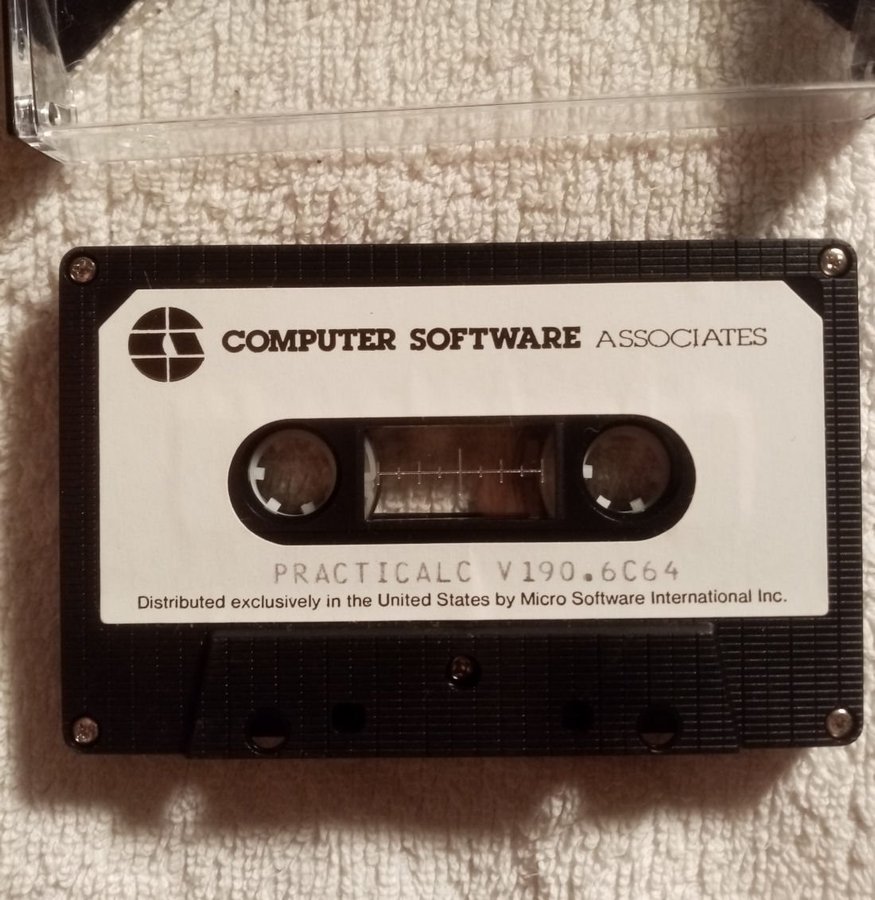 COMPUTER SOFTWARE ASSOCIATES
PRACTICALC V190.6C64
Distributed exclusively in the United States by Micro Software International Inc.